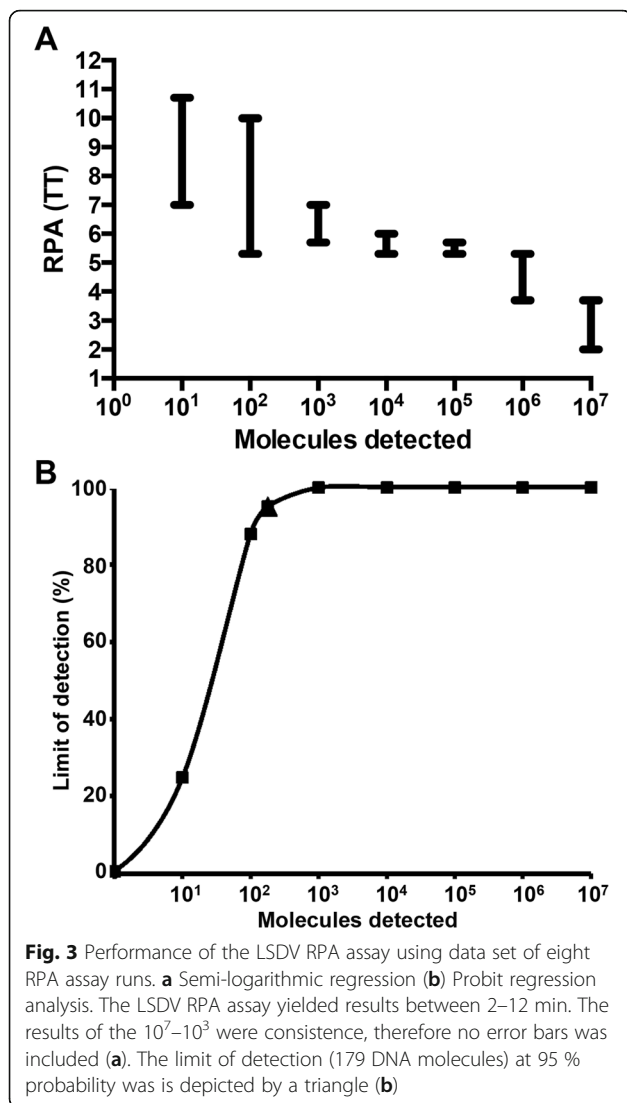 A
RPA (TT)
12
11
10
9
8
7
6
5
4
3
2
1
10⁰ 10¹ 10² 10³ 10⁴ 10⁵ 10⁶ 10⁷
Molecules detected
B
Limit of detection (%)
100
80
60
40
20
0
10¹ 10² 10³ 10⁴ 10⁵ 10⁶ 10⁷
Molecules detected
Fig. 3 Performance of the LSDV RPA assay using data set of eight
RPA assay runs. a Semi-logarithmic regression (b) Probit regression
analysis. The LSDV RPA assay yielded results between 2–12 min. The
results of the 10⁷–10³ were consistence, therefore no error bars was
included (a). The limit of detection (179 DNA molecules) at 95 %
probability was is depicted by a triangle (b)